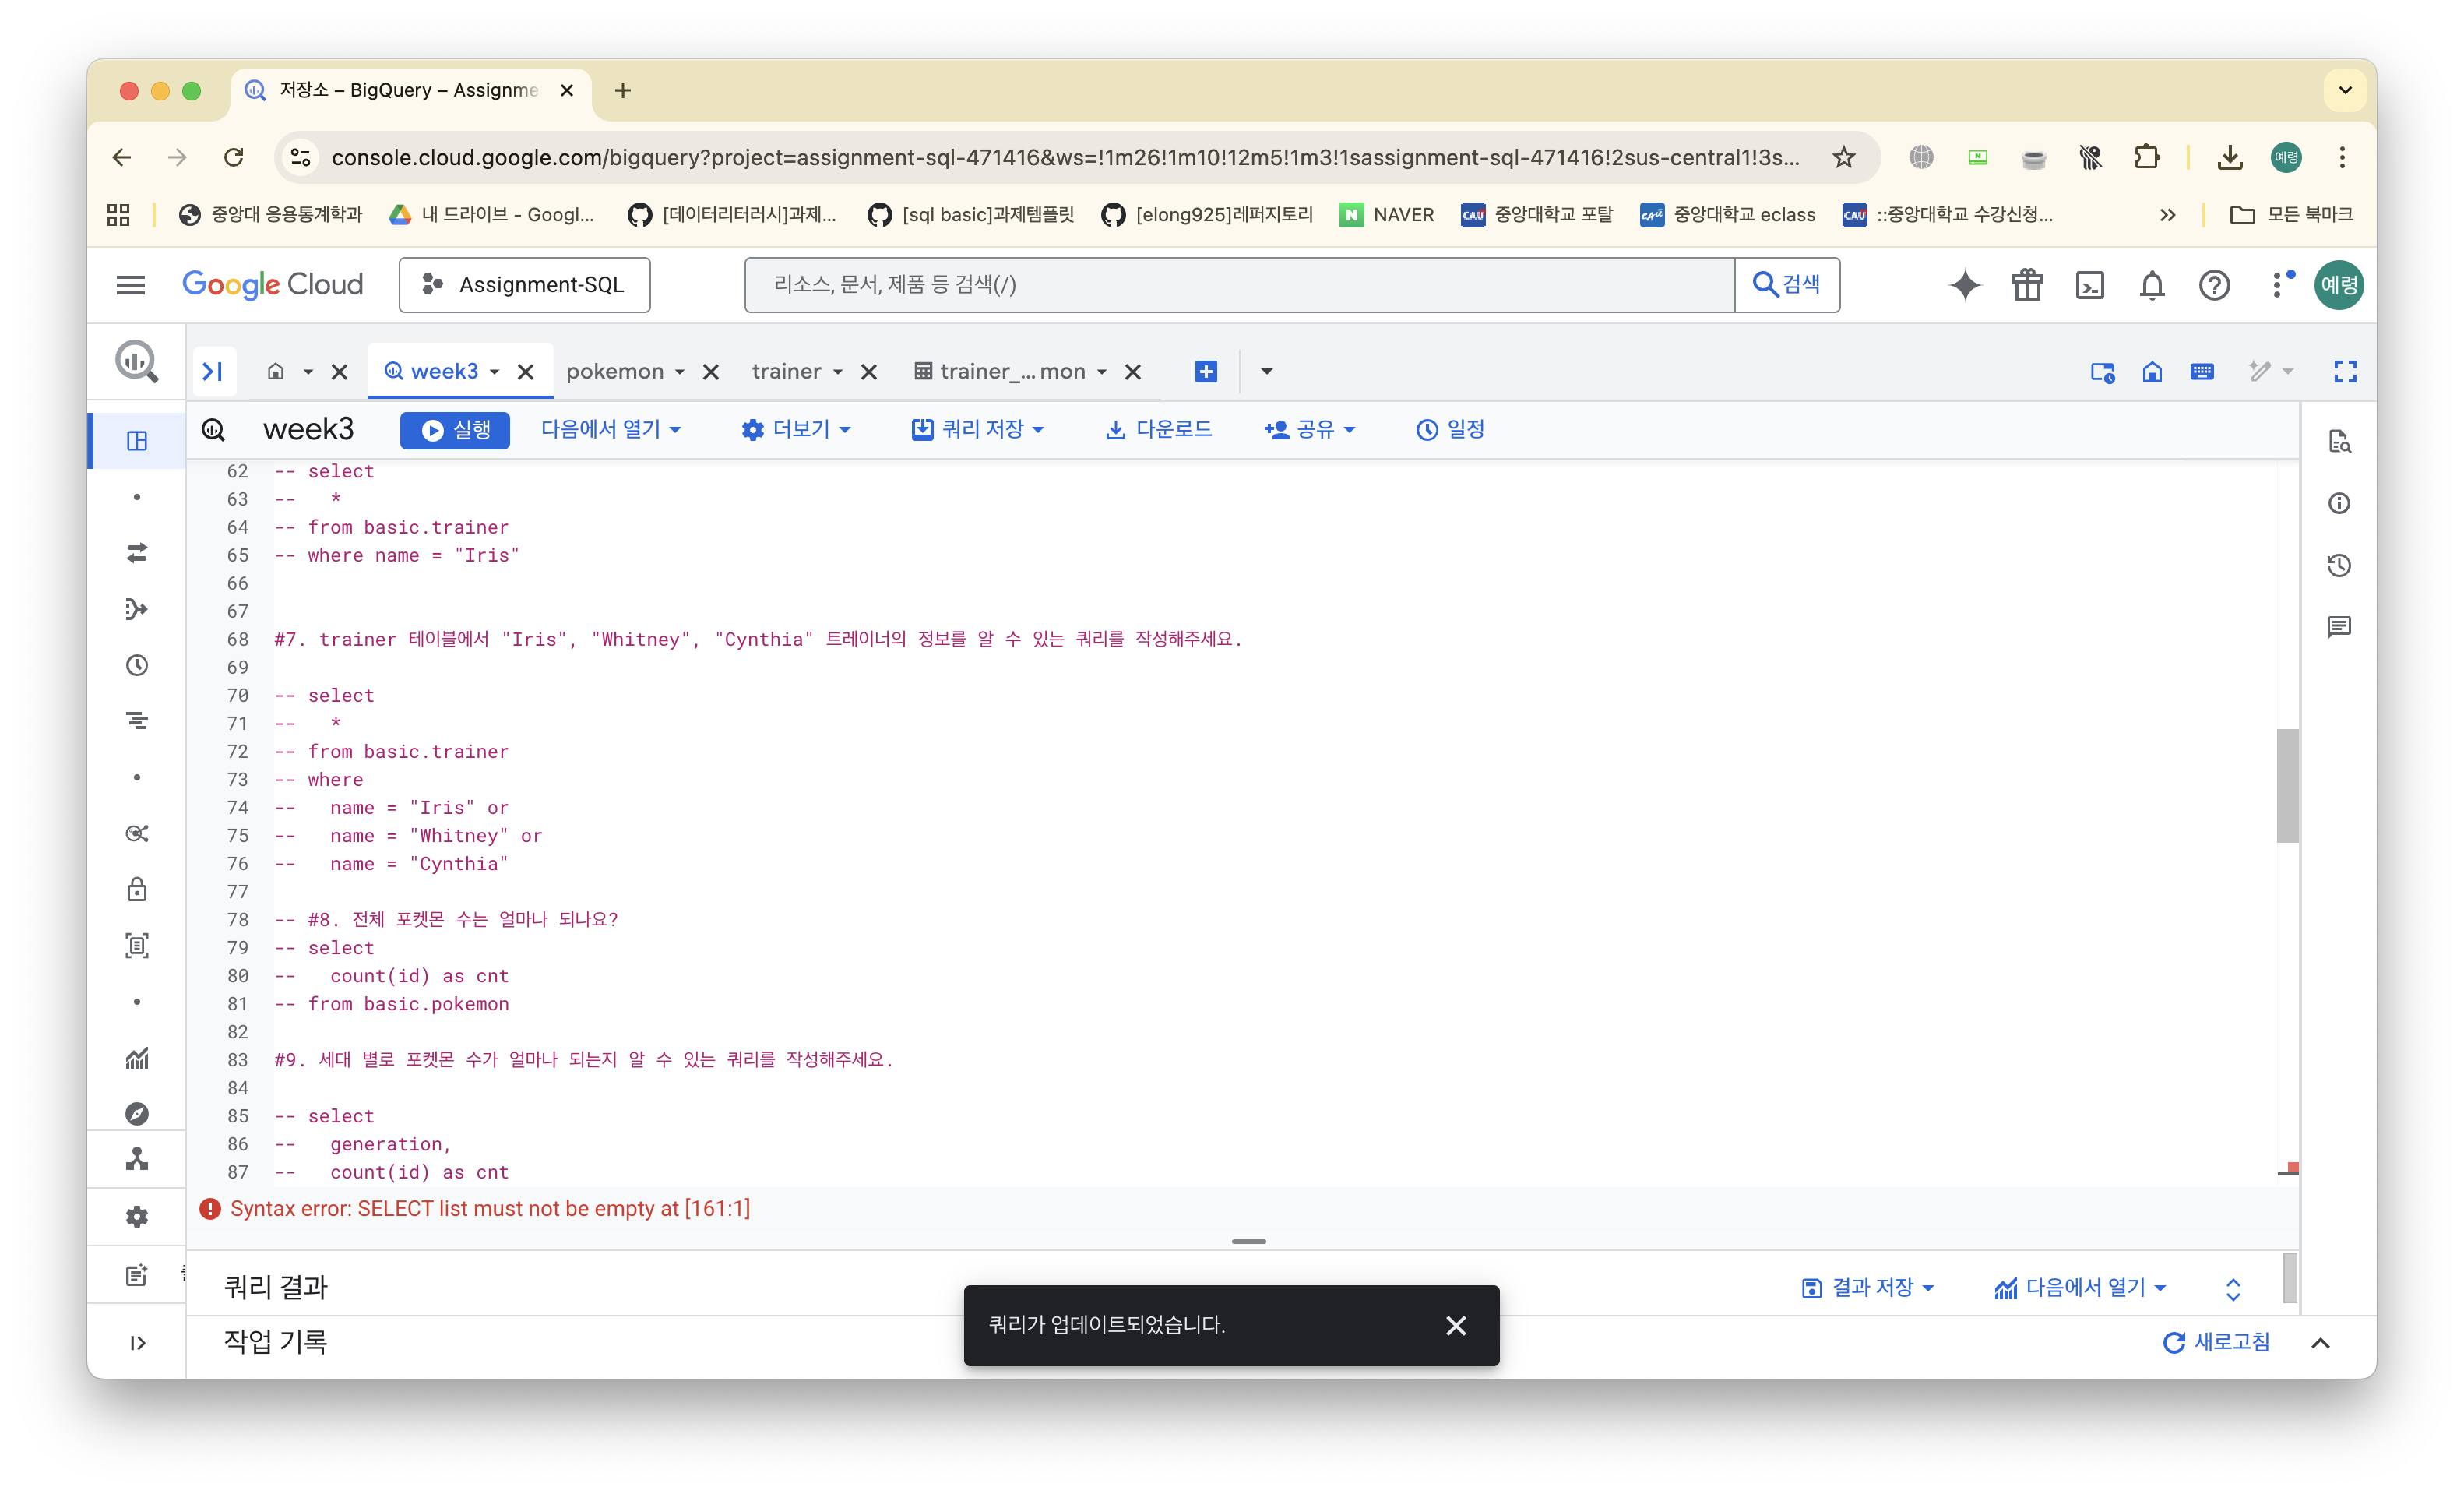 저장소 – BigQuery – Assignme
console.cloud.google.com/bigquery?project=assignment-sql-471416&ws=!1m26!1m10!12m5!1m3!1sassignment-sql-471416!2sus-central1!3s...
예령
중앙대 응용통계학과
내 드라이브 - Googl...
[데이터리터러시]과제...
[sql basic]과제템플릿
[elong925]레퍼지토리
N NAVER
CAU 중앙대학교 포탈
CAU 중앙대학교 eclass
CAU ::중앙대학교 수강신청...
모든 북마크
Google Cloud
Assignment-SQL
리소스, 문서, 제품 등 검색(/)
검색
예령
week3
pokemon
trainer
trainer_... mon
week3
실행
다음에서 열기
더보기
쿼리 저장
다운로드
공유
일정
62 -- select
63 --   *
64 -- from basic.trainer
65 -- where name = "Iris"
66
67
68 #7. trainer 테이블에서 "Iris", "Whitney", "Cynthia" 트레이너의 정보를 알 수 있는 쿼리를 작성해주세요.
69
70 -- select
71 --   *
72 -- from basic.trainer
73 -- where
74 --   name = "Iris" or
75 --   name = "Whitney" or
76 --   name = "Cynthia"
77
78 -- #8. 전체 포켓몬 수는 얼마나 되나요?
79 -- select
80 --   count(id) as cnt
81 -- from basic.pokemon
82
83 #9. 세대 별로 포켓몬 수가 얼마나 되는지 알 수 있는 쿼리를 작성해주세요.
84
85 -- select
86 --   generation,
87 --   count(id) as cnt
Syntax error: SELECT list must not be empty at [161:1]
쿼리 결과
결과 저장
다음에서 열기
쿼리가 업데이트되었습니다.
작업 기록
새로고침